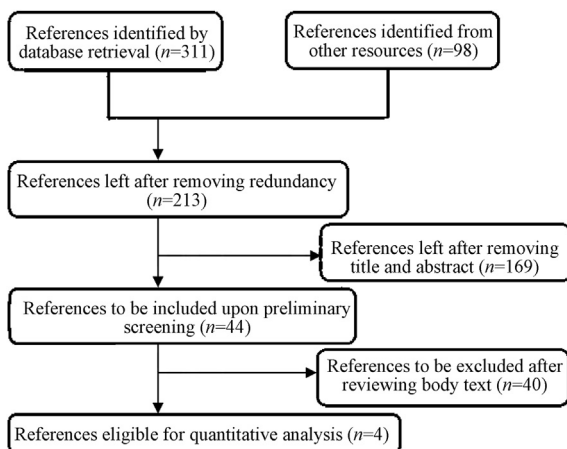 References identified by
database retrieval (n=311)
References identified from
other resources (n=98)
References left after removing redundancy
(n=213)
References left after removing
title and abstract (n=169)
References to be included upon preliminary
screening (n=44)
References to be excluded after
reviewing body text (n=40)
References eligible for quantitative analysis (n=4)